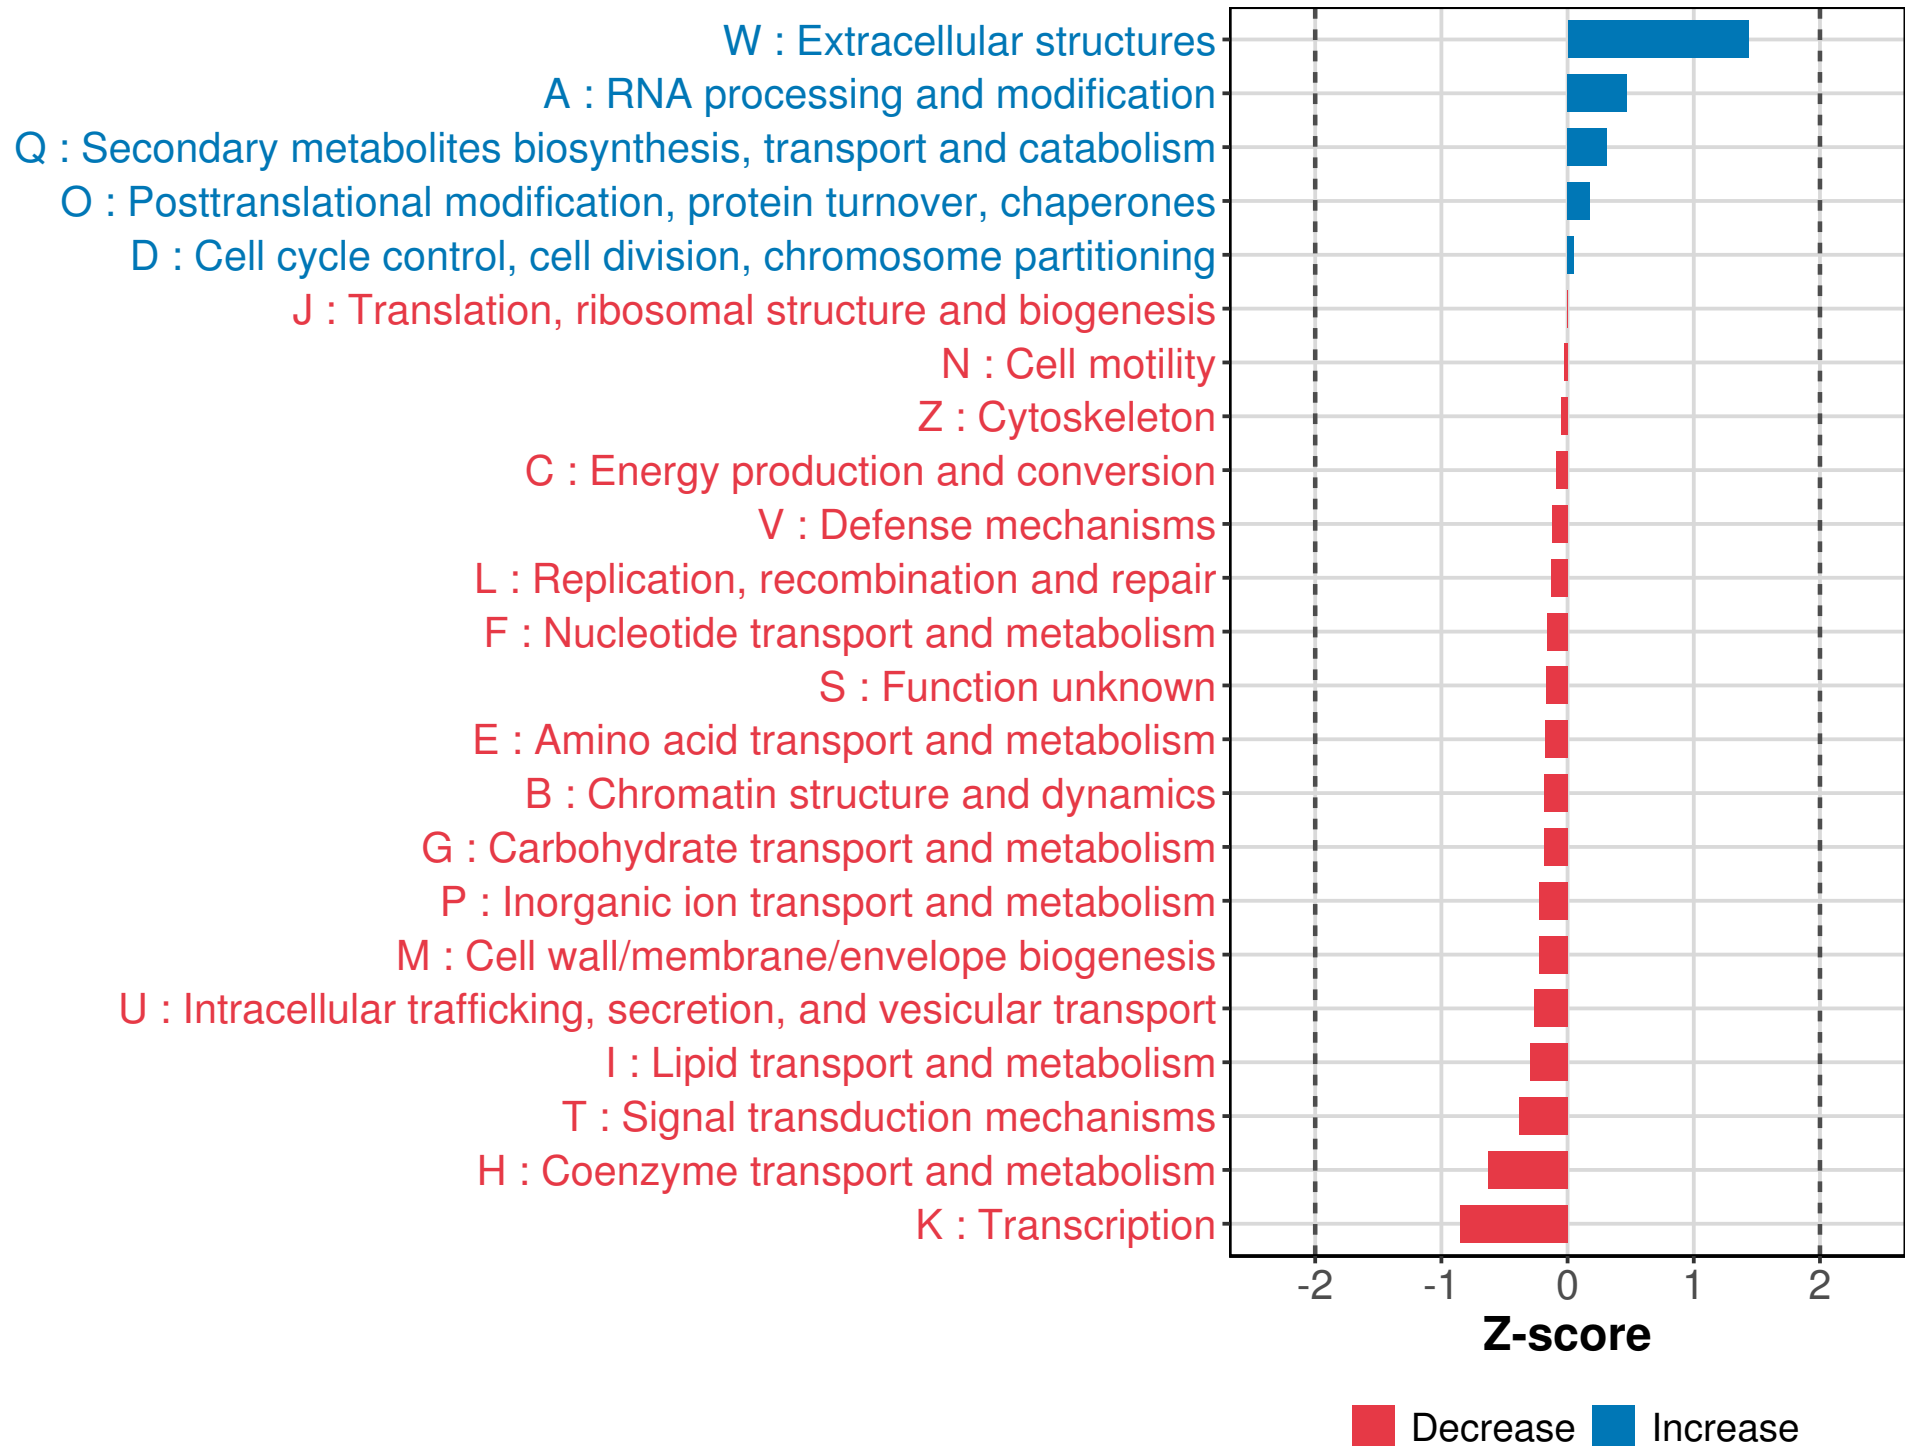 W : Extracellular structures
A : RNA processing and modification
Q : Secondary metabolites biosynthesis, transport and catabolism
O : Posttranslational modification, protein turnover, chaperones
D : Cell cycle control, cell division, chromosome partitioning
J : Translation, ribosomal structure and biogenesis
N : Cell motility
Z : Cytoskeleton
C : Energy production and conversion
V : Defense mechanisms
L : Replication, recombination and repair
F : Nucleotide transport and metabolism
S : Function unknown
E : Amino acid transport and metabolism
B : Chromatin structure and dynamics
G : Carbohydrate transport and metabolism
P : Inorganic ion transport and metabolism
M : Cell wall/membrane/envelope biogenesis
U : Intracellular trafficking, secretion, and vesicular transport
I : Lipid transport and metabolism
T : Signal transduction mechanisms
H : Coenzyme transport and metabolism
K : Transcription
-2 -1 0 1 2
Z-score
Decrease Increase